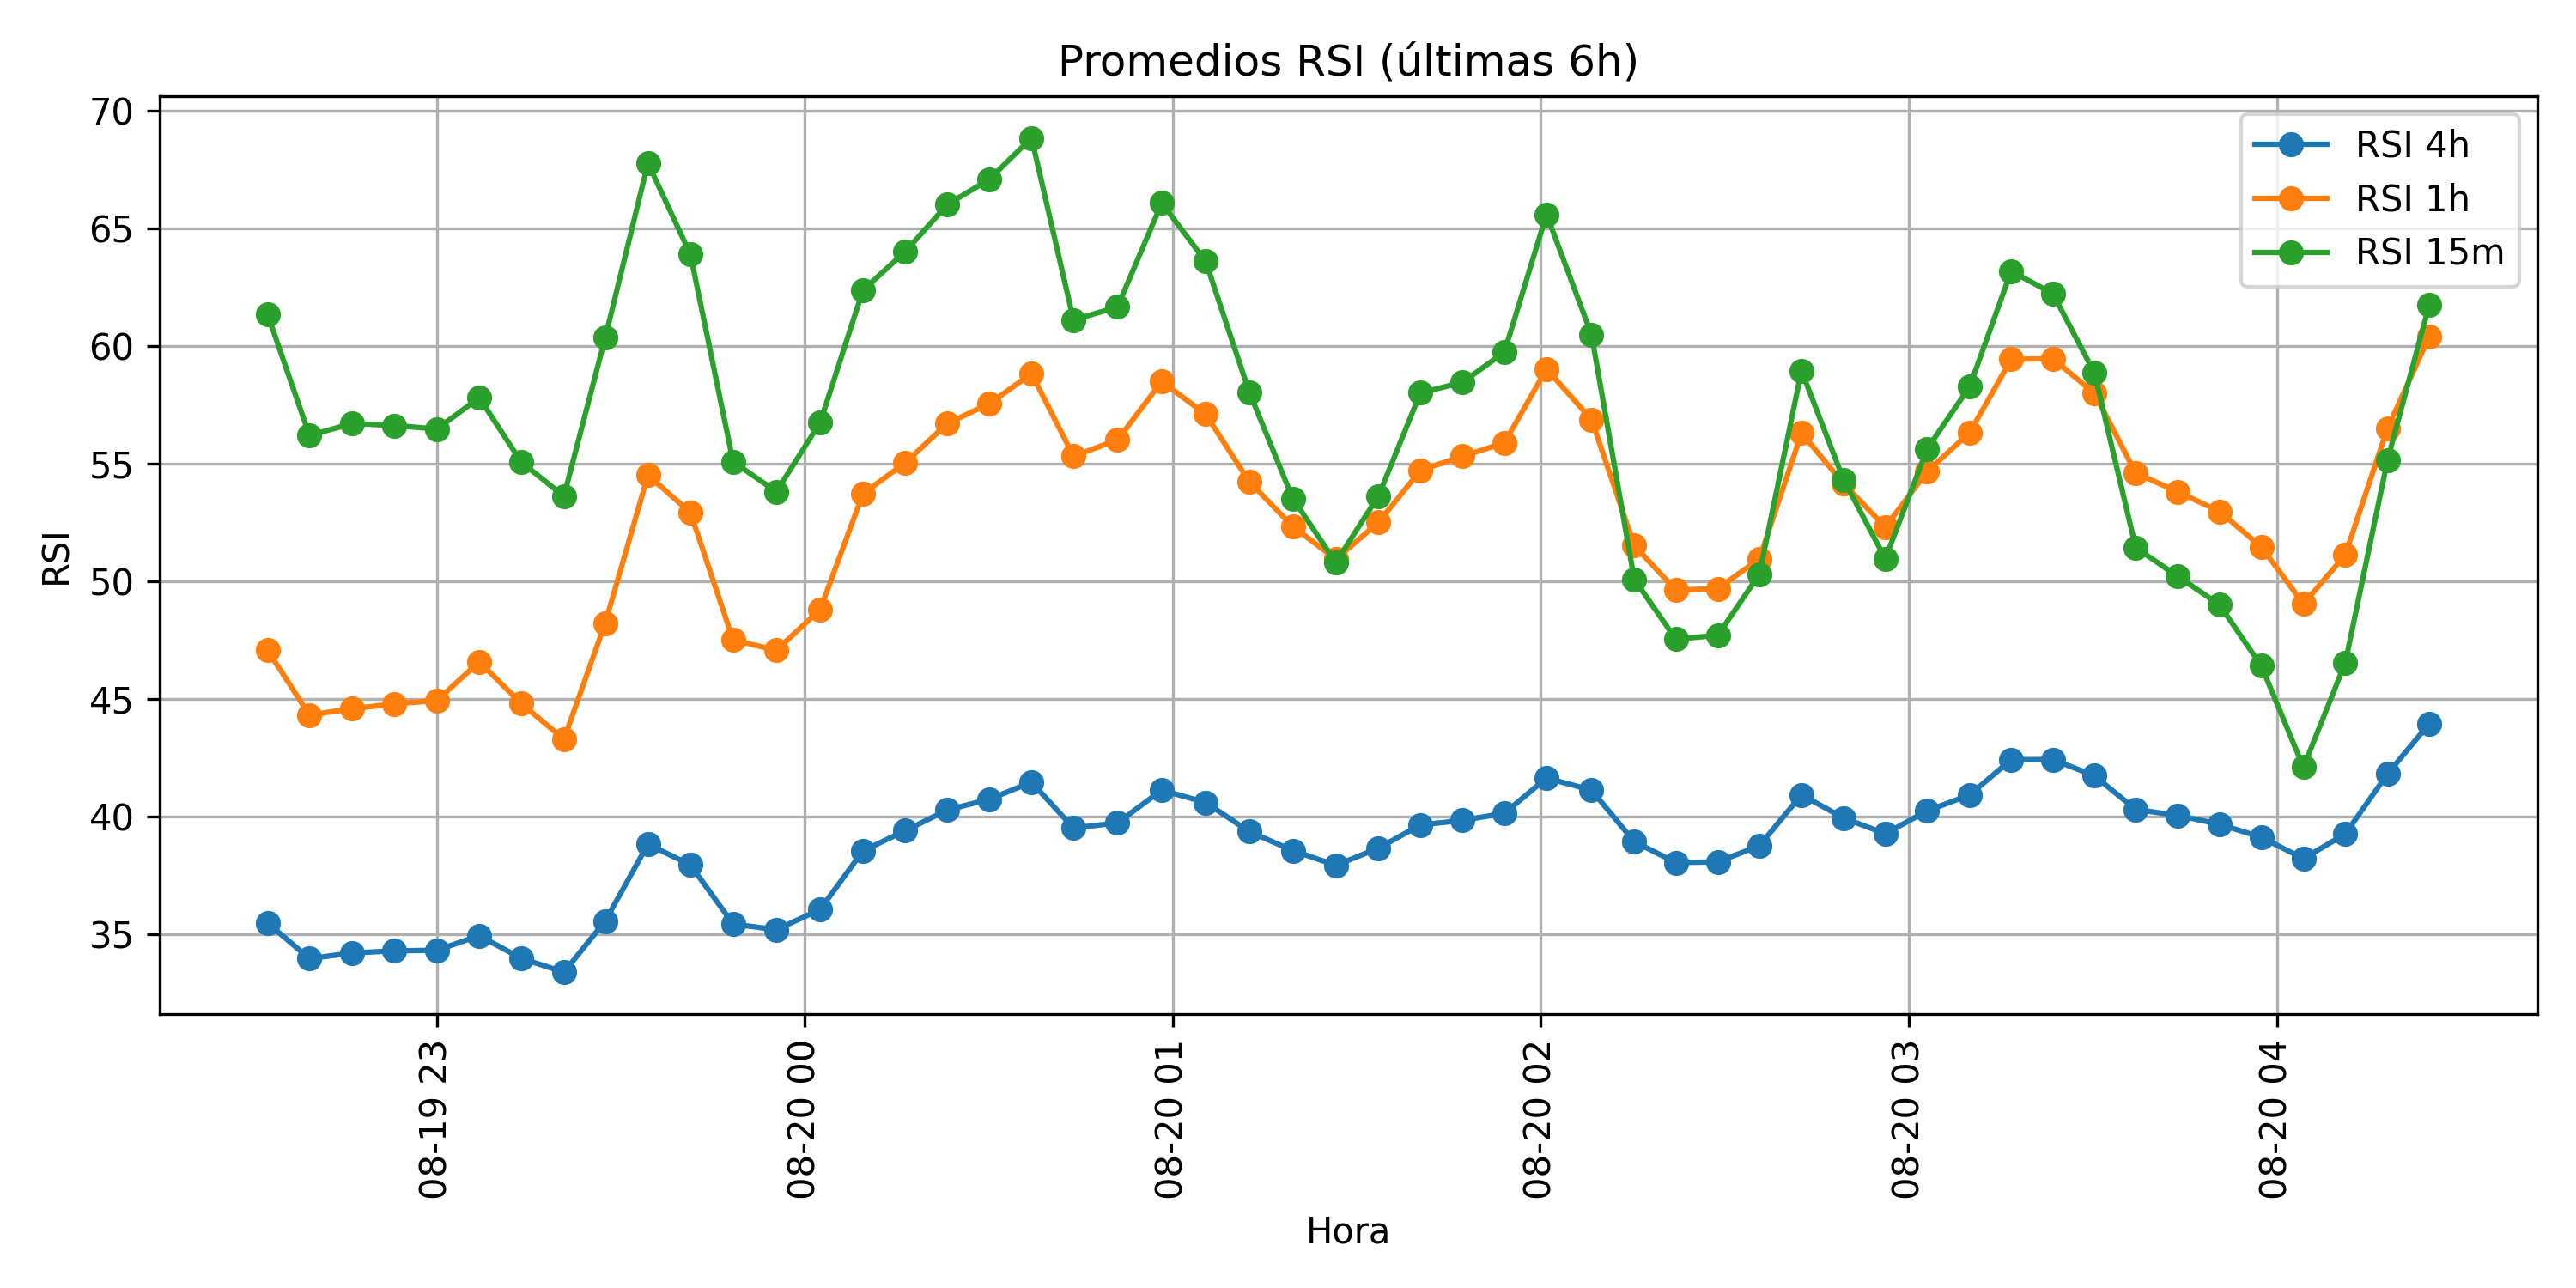 Promedios RSI (últimas 6h)
RSI 4h
RSI 1h
RSI 15m
70
65
60
55
50
45
40
35
RSI
08-19 23
08-20 00
08-20 01
08-20 02
08-20 03
08-20 04
Hora